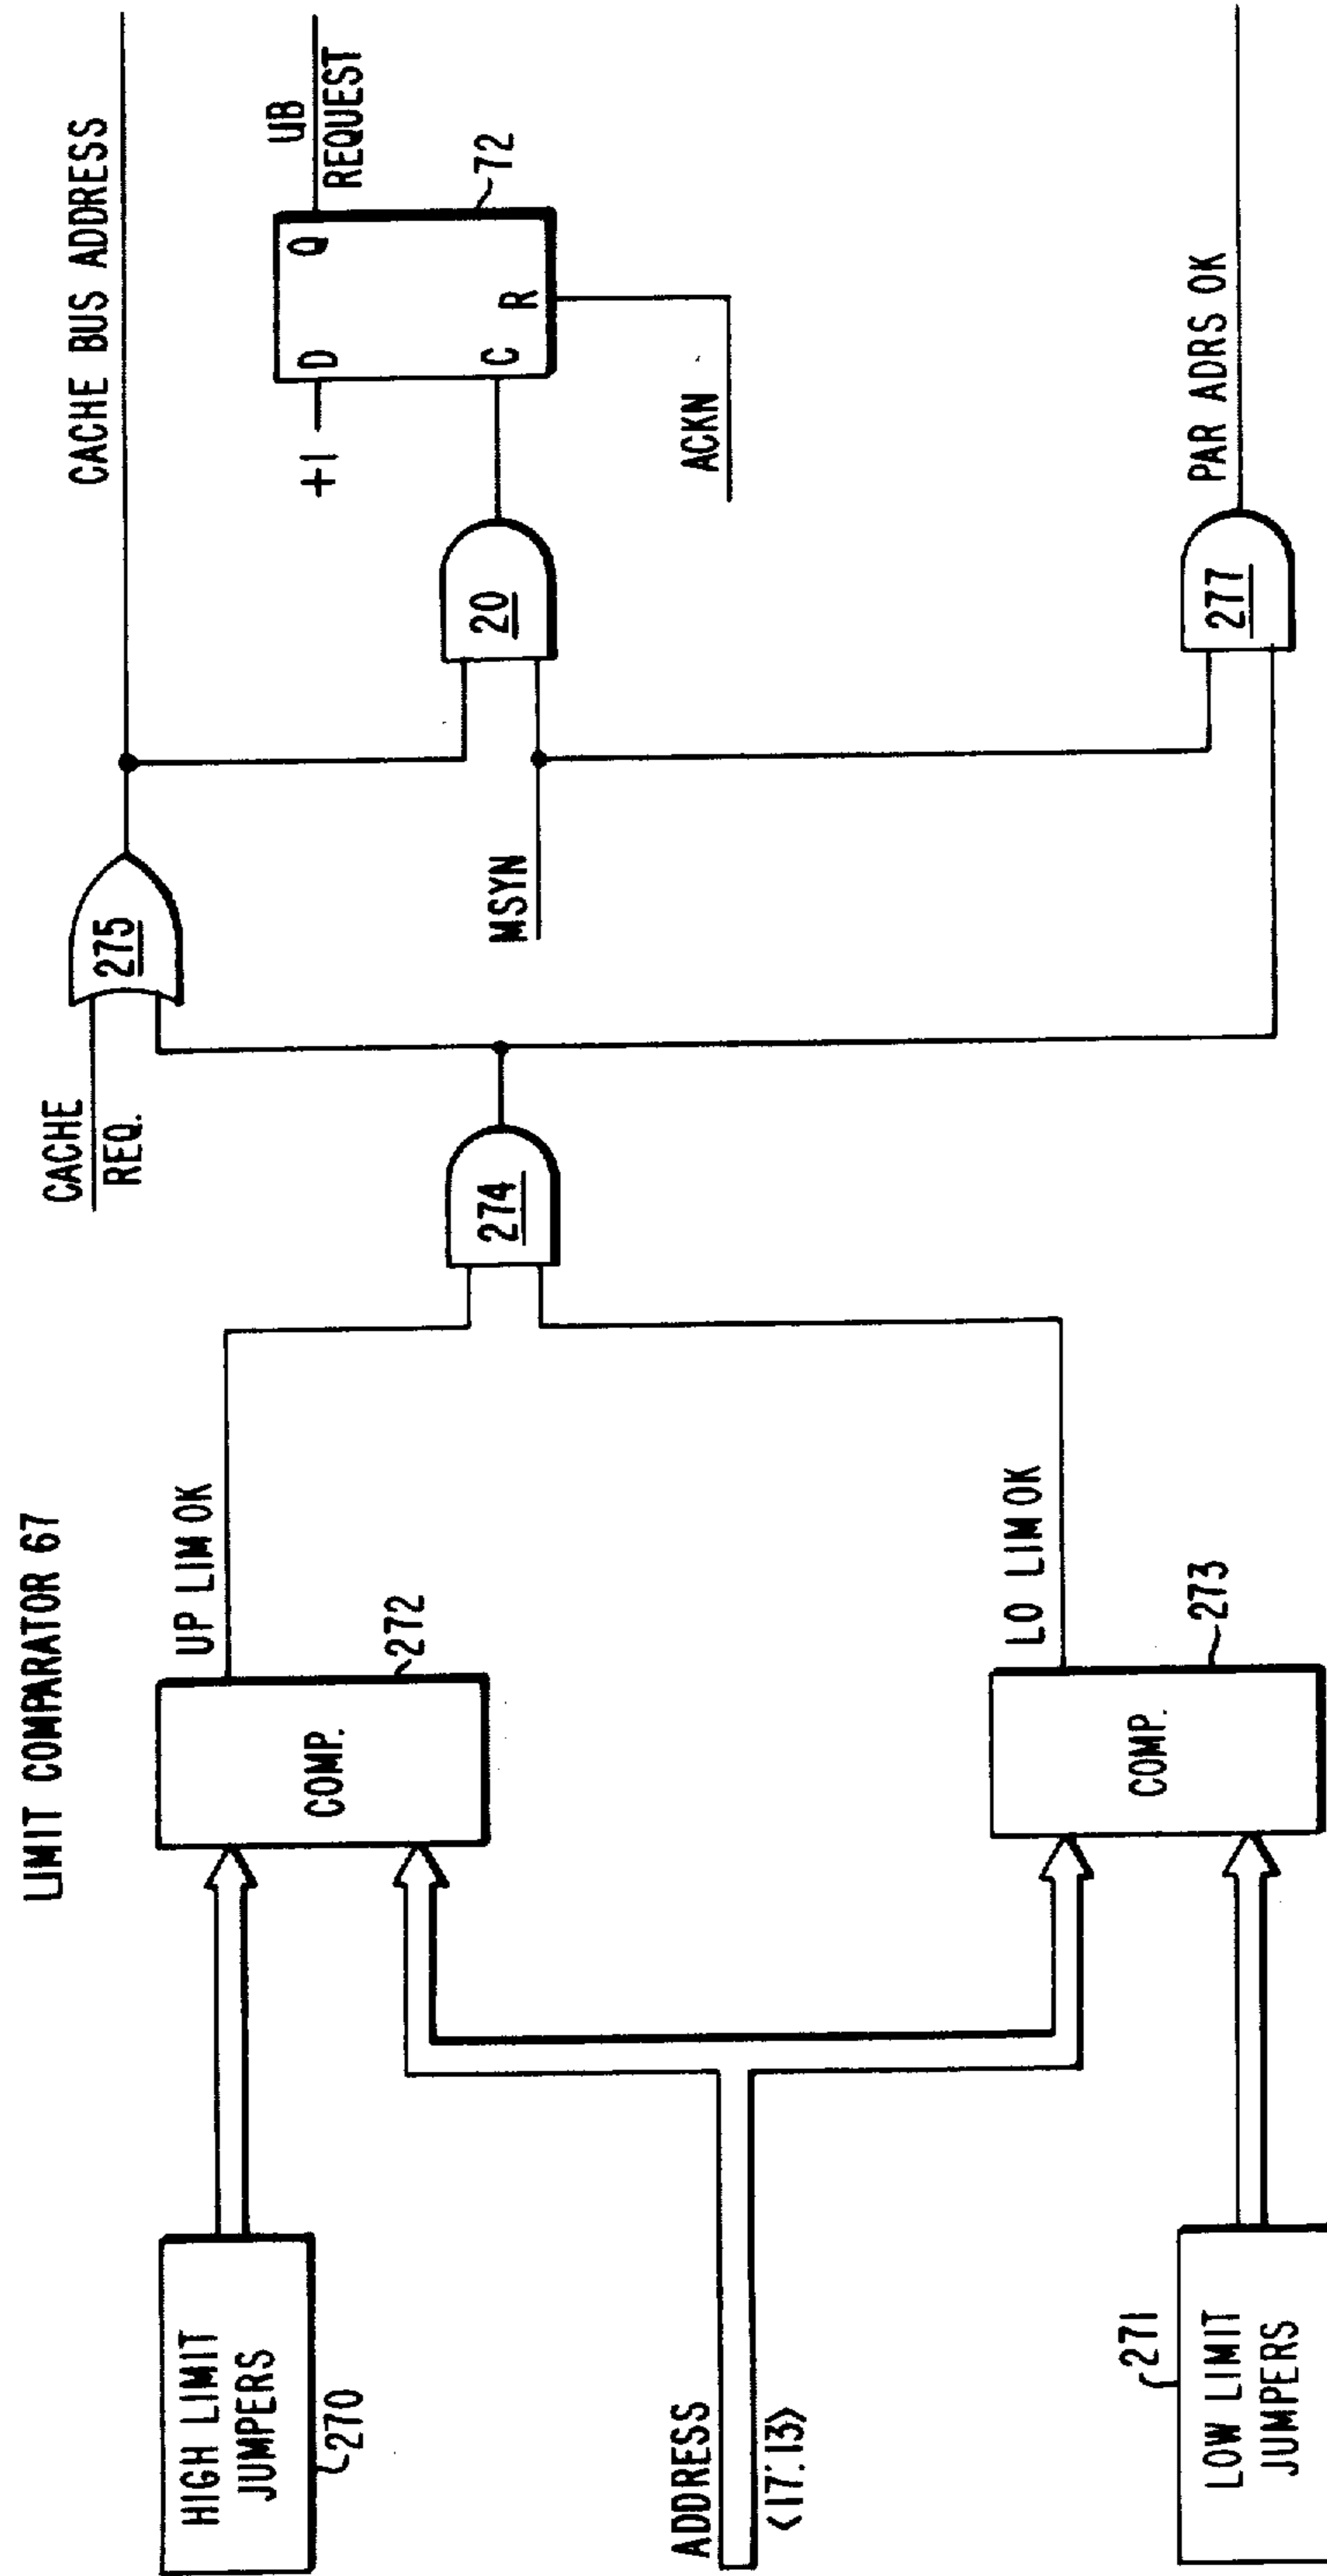 LIMIT COMPARATOR 67
HIGH LIMIT
JUMPERS
270
ADDRESS
<17:13>
LOW LIMIT
JUMPERS
271
COMP.
272
UP LIM OK
COMP.
273
LO LIM OK
274
CACHE
REQ.
275
CACHE BUS ADDRESS
MSYN
20
+1
D
Q
C
R
72
UB
REQUEST
ACKN
277
PAR ADRS OK